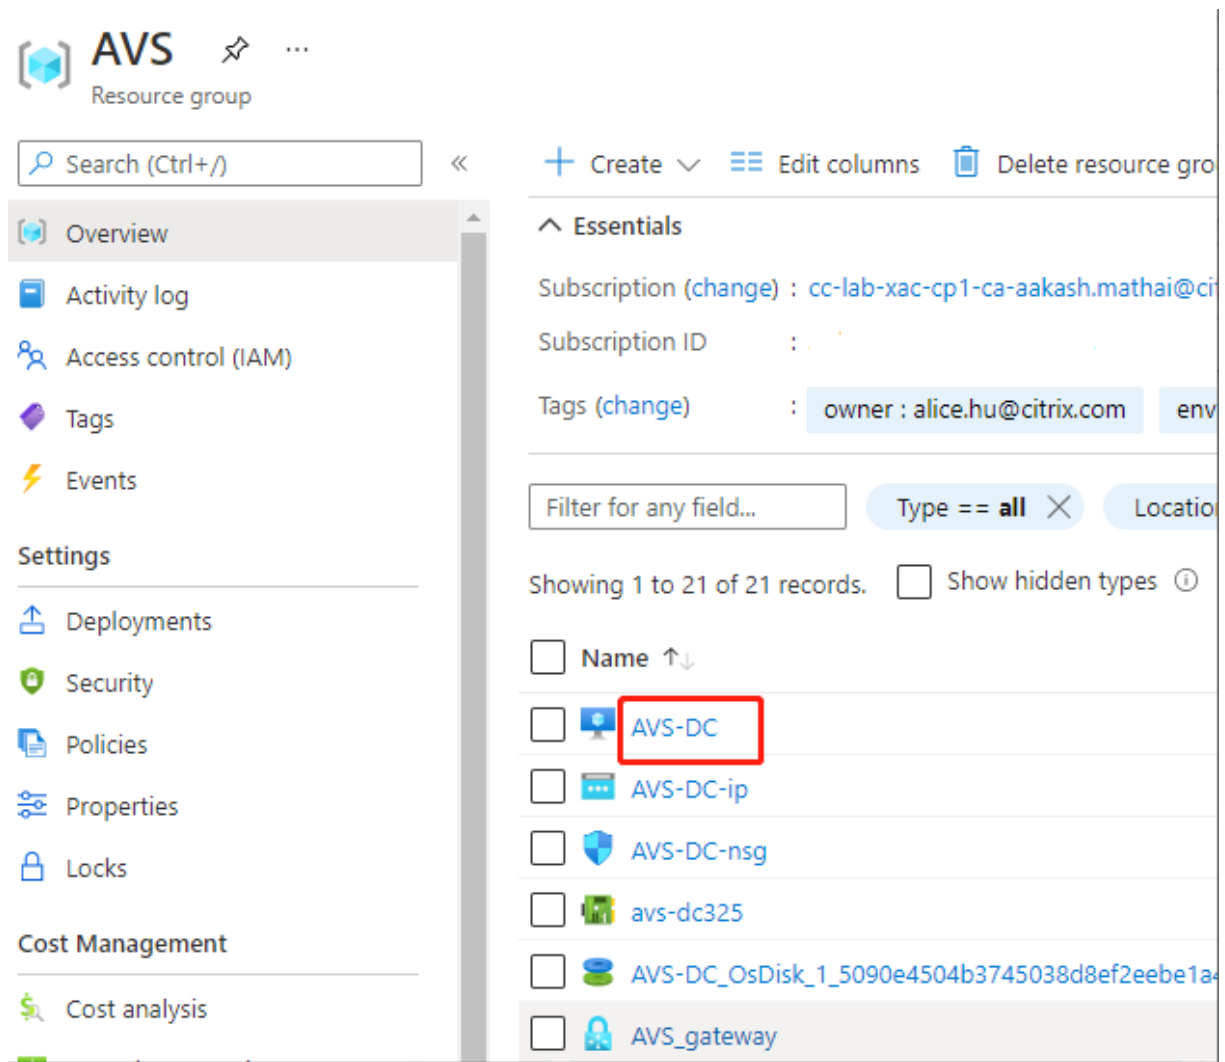 AVS
Resource group
Search (Ctrl+/)
Overview
Activity log
Access control (IAM)
Tags
Events
Settings
Deployments
Security
Policies
Properties
Locks
Cost Management
Cost analysis
Create
Edit columns
Delete resource gro
Essentials
Subscription (change) : cc-lab-xac-cp1-ca-aakash.mathai@ci
Subscription ID :
Tags (change) : owner : alice.hu@citrix.com env
Filter for any field... Type == all Locatio
Showing 1 to 21 of 21 records. Show hidden types
Name ↑↓
AVS-DC
AVS-DC-ip
AVS-DC-nsg
avs-dc325
AVS-DC_OsDisk_1_5090e4504b3745038d8ef2eebe1a4
AVS_gateway